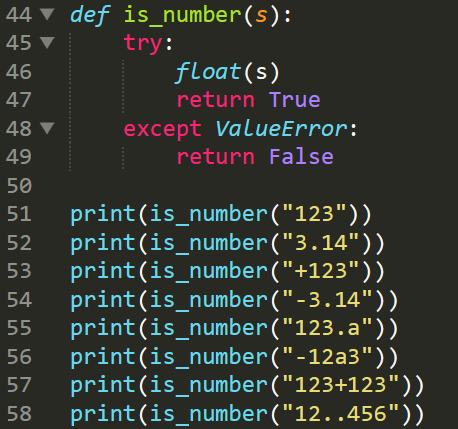 44 ▼ def is_number(s):
45 ▼     try:
46             float(s)
47             return True
48 ▼     except ValueError:
49             return False
50
51   print(is_number("123"))
52   print(is_number("3.14"))
53   print(is_number("+123"))
54   print(is_number("-3.14"))
55   print(is_number("123.a"))
56   print(is_number("-12a3"))
57   print(is_number("123+123"))
58   print(is_number("12..456"))